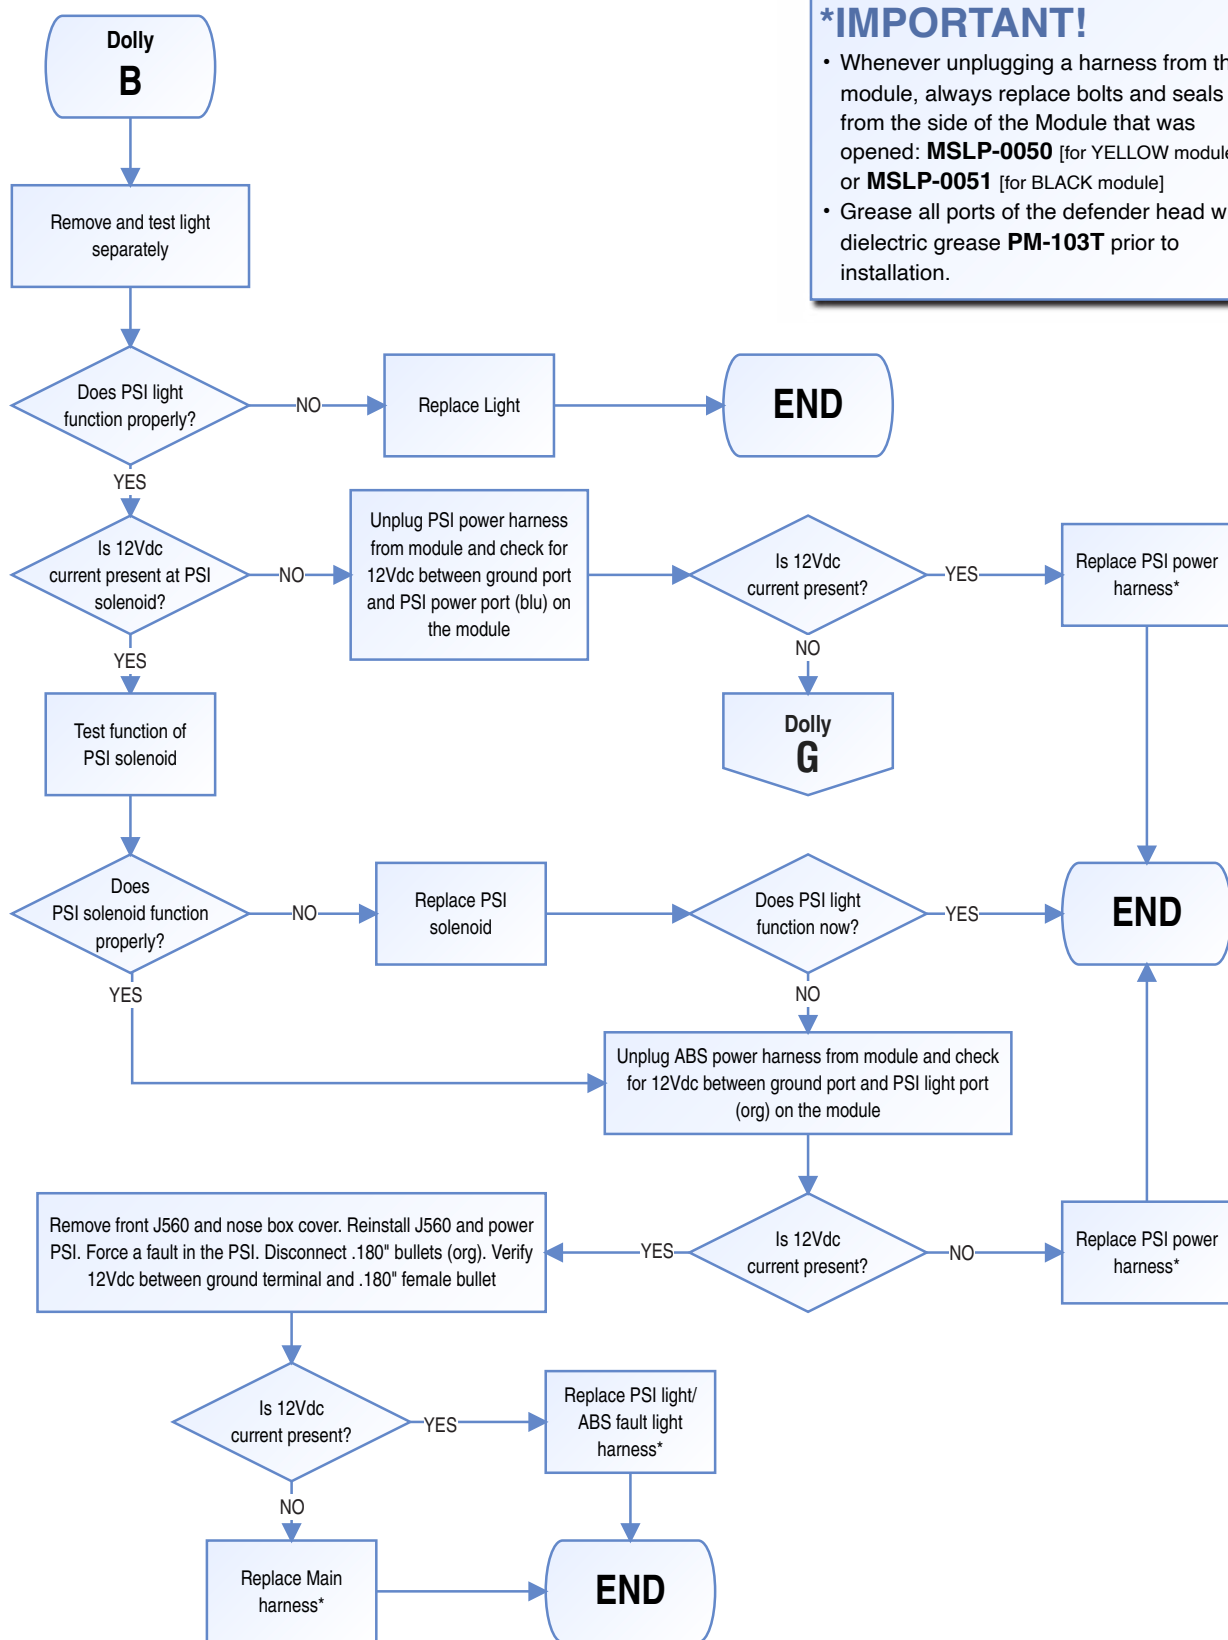 Dolly
B
*IMPORTANT!
• Whenever unplugging a harness from
module, always replace bolts and seals
from the side of the Module that was
opened: MSLP-0050 [for YELLOW
or MSLP-0051 [for BLACK module]
• Grease all ports of the defender head
dielectric grease PM-103T prior to
installation.
Remove and test light
separately
Does PSI light
function properly?
NO
Replace Light
END
YES
Is 12Vdc
current present at PSI
solenoid?
NO
Unplug PSI power harness
from module and check for
12Vdc between ground port
and PSI power port (blu) on
the module
Is 12Vdc
current present?
YES
Replace PSI power
harness*
NO
Dolly
G
YES
Test function of
PSI solenoid
Does
PSI solenoid function
properly?
NO
Replace PSI
solenoid
Does PSI light
function now?
YES
END
YES
NO
Unplug ABS power harness from module and check
for 12Vdc between ground port and PSI light port
(org) on the module
Remove front J560 and nose box cover. Reinstall J560 and power
PSI. Force a fault in the PSI. Disconnect .180" bullets (org). Verify
12Vdc between ground terminal and .180" female bullet
YES
Is 12Vdc
current present?
NO
Replace PSI power
harness*
Is 12Vdc
current present?
YES
Replace PSI light/
ABS fault light
harness*
NO
Replace Main
harness*
END